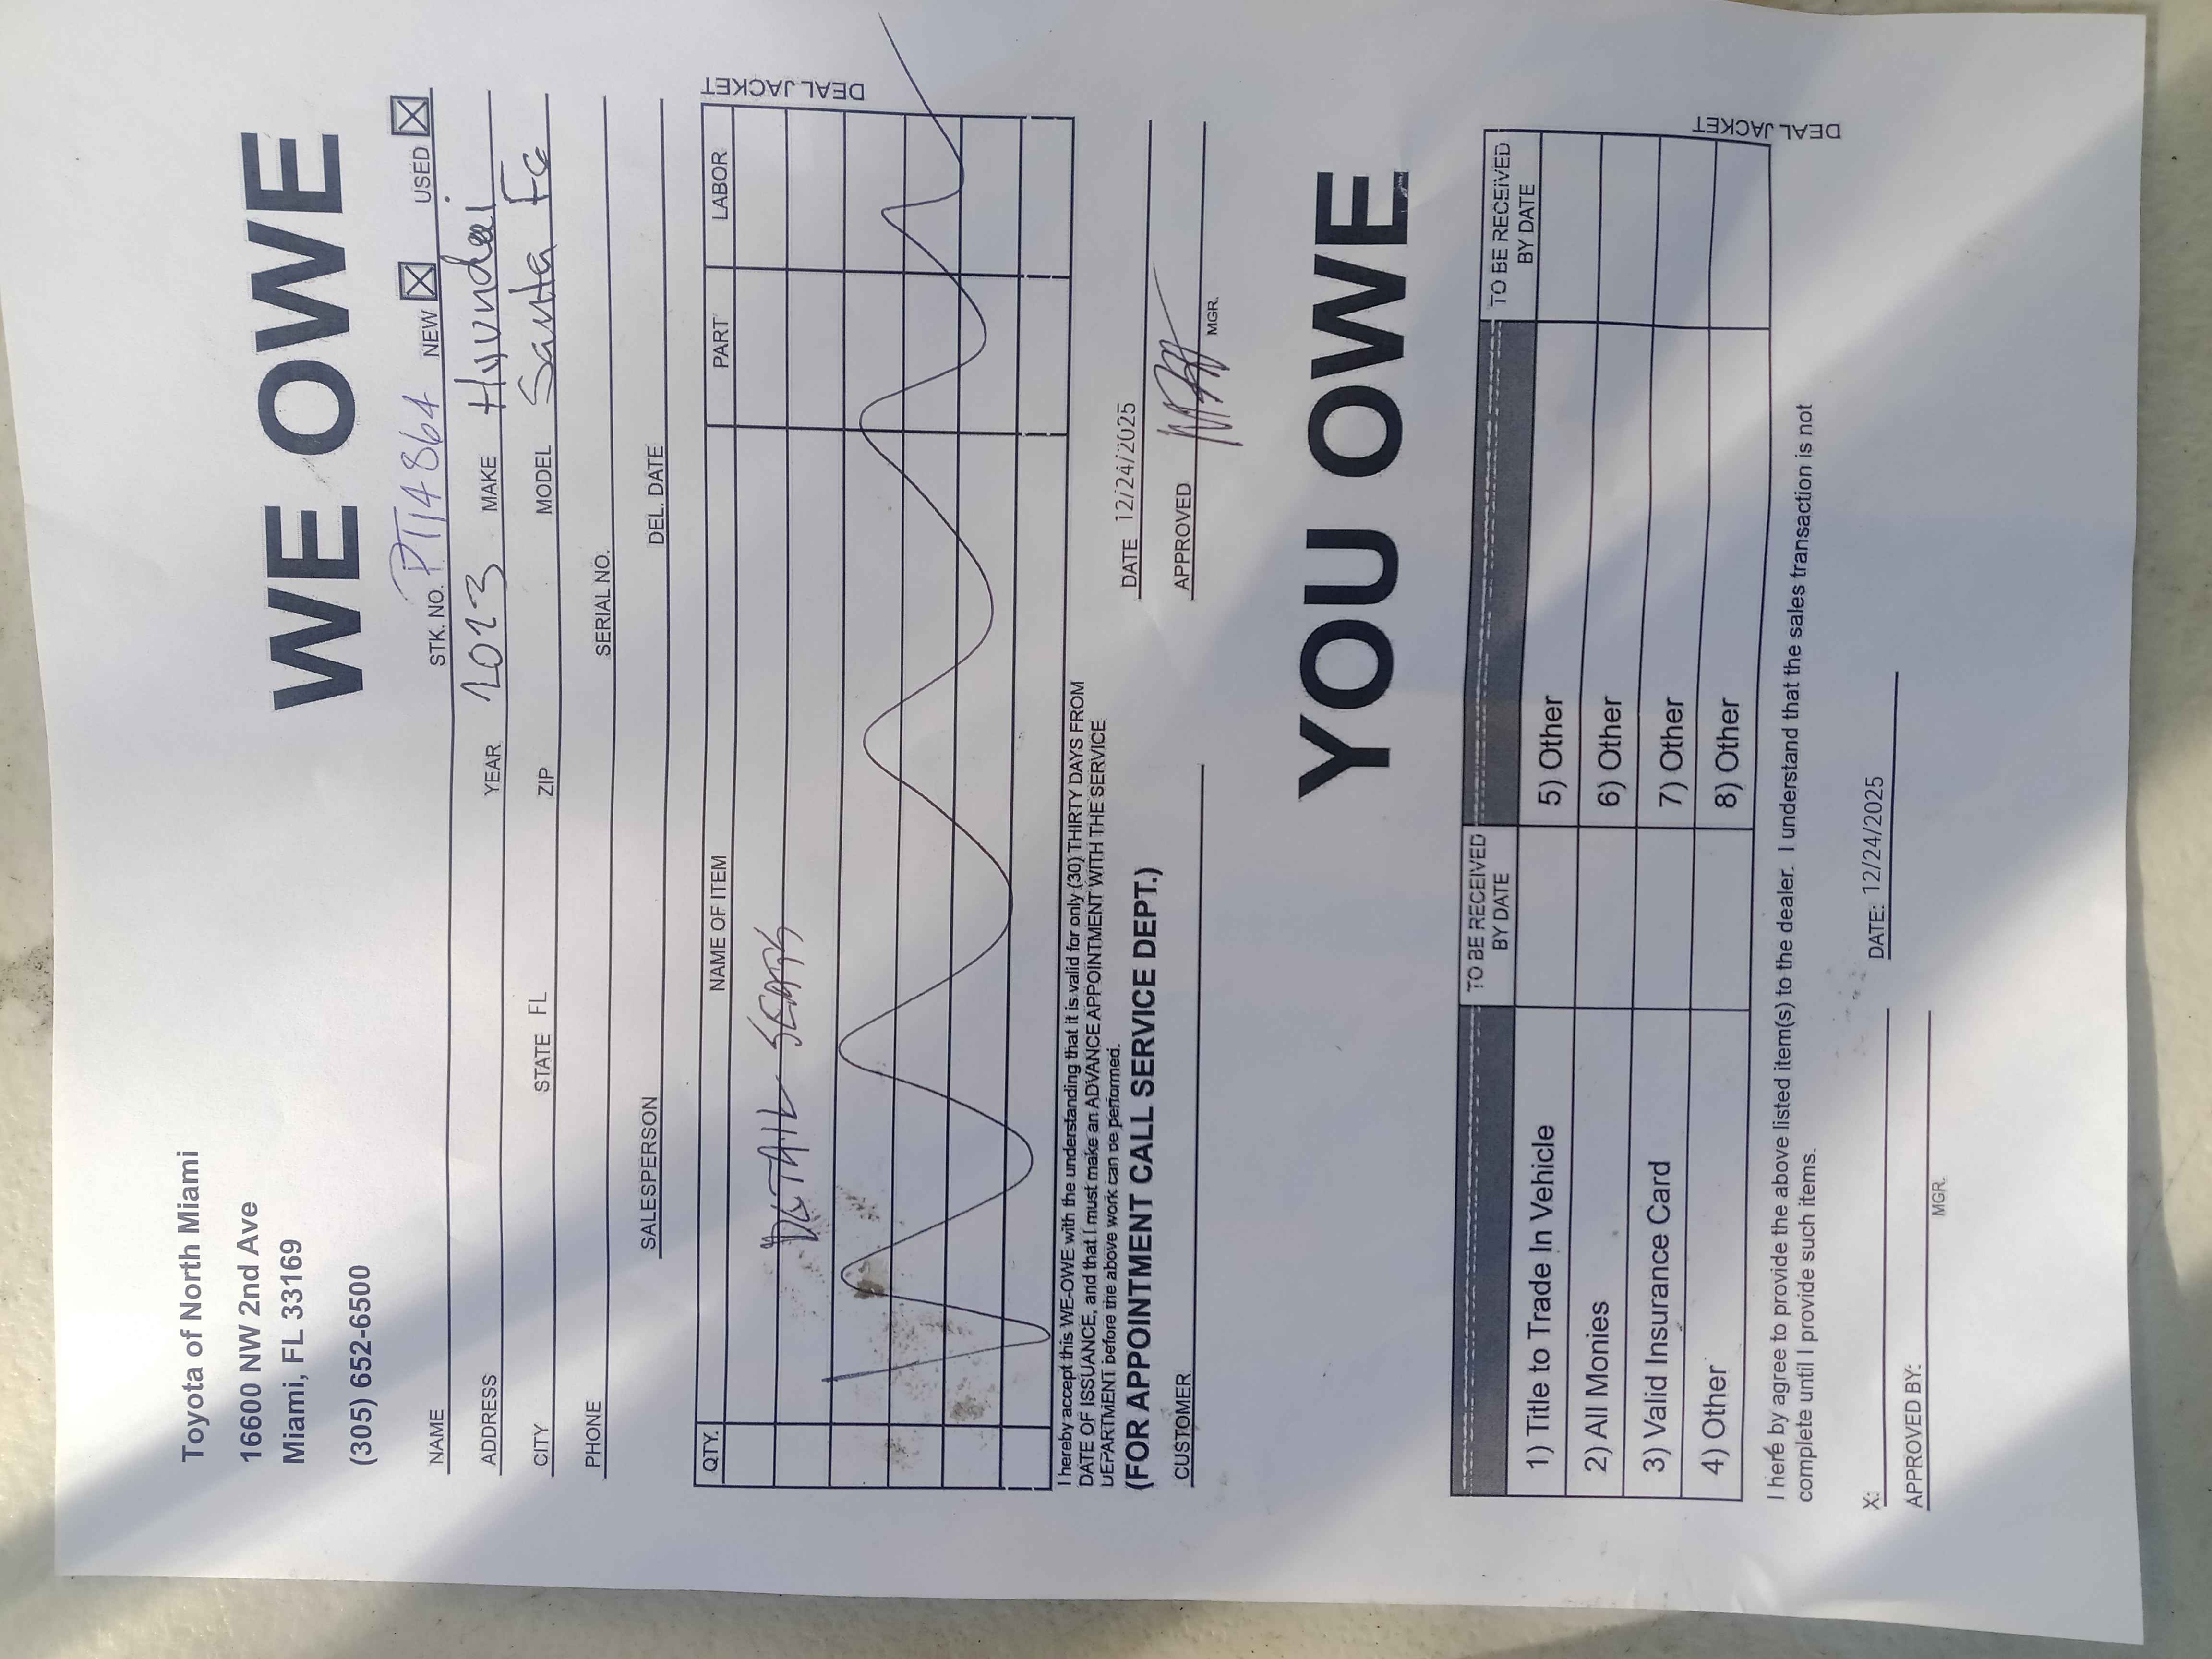 Toyota of North Miami
16600 NW 2nd Ave
Miami, FL 33169
(305) 652-6500
WE OWE
NAME STK. NO. PT14864 NEW ☒ USED ☒
ADDRESS YEAR 2023 MAKE Hyundai
CITY STATE FL ZIP MODEL Santa Fe
PHONE SERIAL NO.
SALESPERSON DEL. DATE
QTY. NAME OF ITEM PART LABOR
DETAIL SEATS
DEAL JACKET
I hereby accept this WE-OWE with the understanding that it is valid for only (30) THIRTY DAYS FROM
DATE OF ISSUANCE, and that I must make an ADVANCE APPOINTMENT WITH THE SERVICE
DEPARTMENT before the above work can be performed.
(FOR APPOINTMENT CALL SERVICE DEPT.)
DATE 12/24/2025
CUSTOMER APPROVED MGR.
YOU OWE
TO BE RECEIVED BY DATE TO BE RECEIVED BY DATE
1) Title to Trade In Vehicle 5) Other
2) All Monies 6) Other
3) Valid Insurance Card 7) Other
4) Other 8) Other
DEAL JACKET
I here by agree to provide the above listed item(s) to the dealer. I understand that the sales transaction is not
complete until I provide such items.
X: DATE: 12/24/2025
APPROVED BY:
MGR.